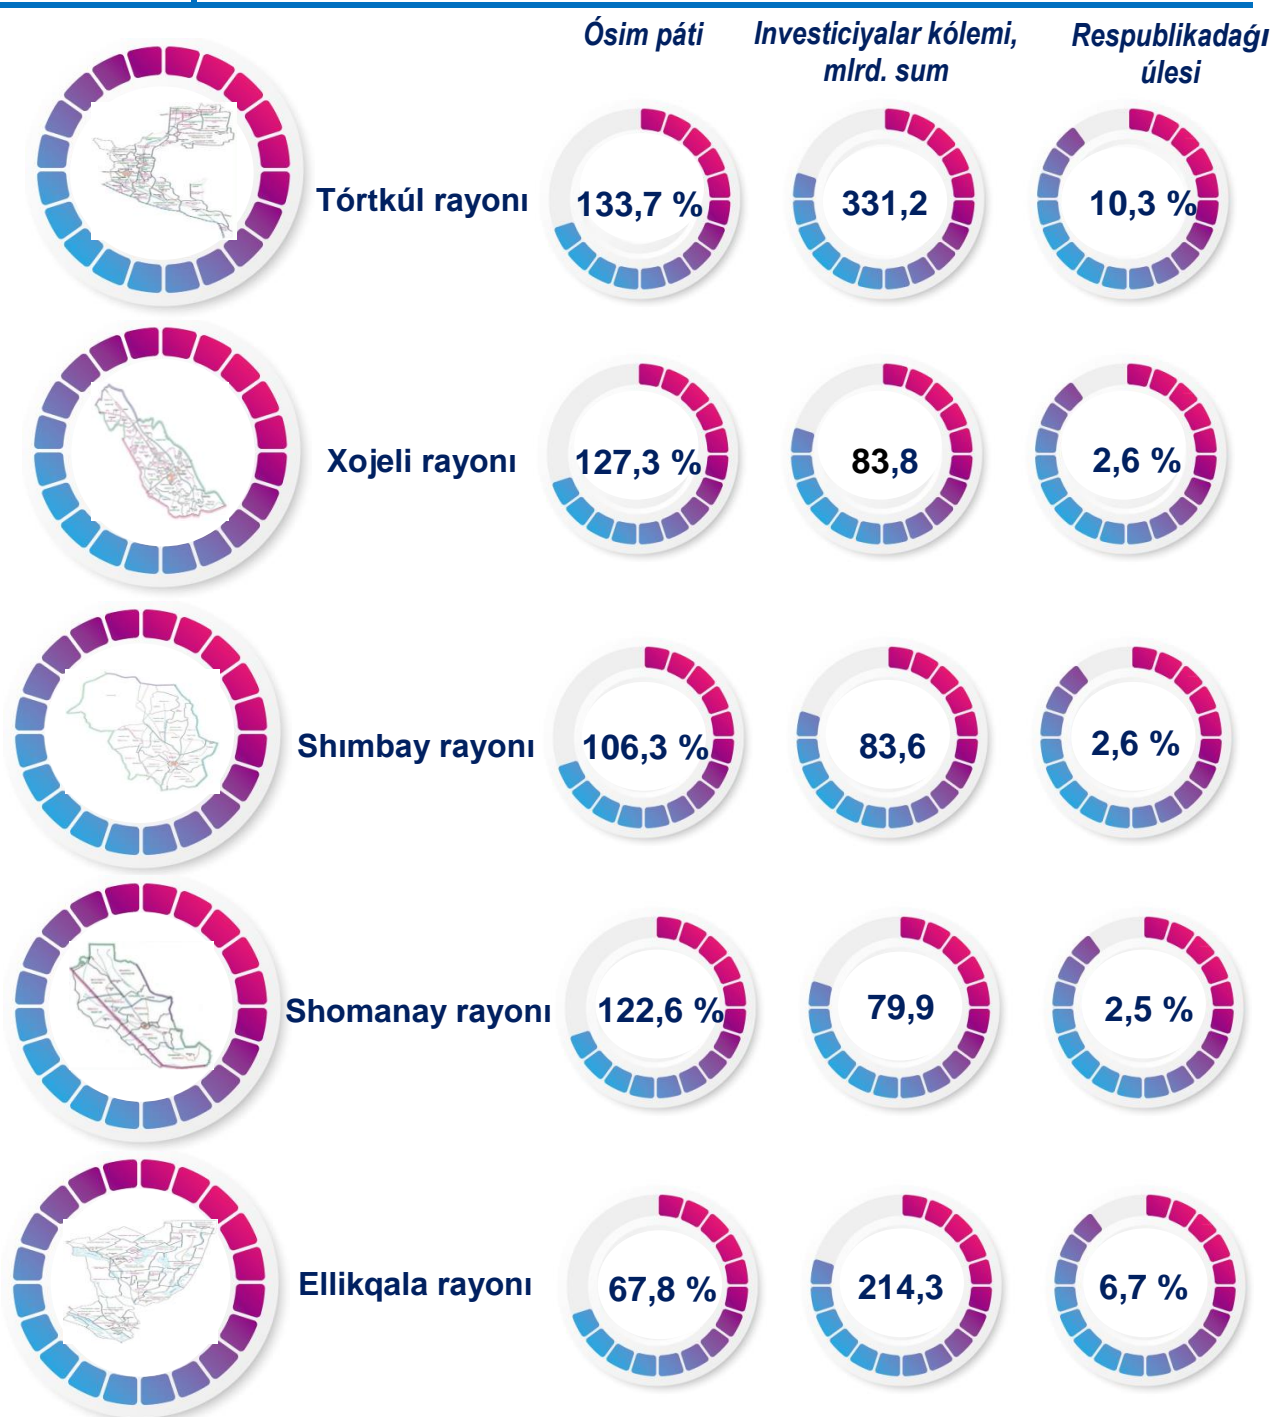 Ósim páti
Investiciyalar kólemi,
mlrd. sum
Respublikadaǵı
úlesi
Tórtkúl rayonı
133,7 %
331,2
10,3 %
Xojeli rayonı
127,3 %
83,8
2,6 %
Shımbay rayonı
106,3 %
83,6
2,6 %
Shomanay rayonı
122,6 %
79,9
2,5 %
Ellikqala rayonı
67,8 %
214,3
6,7 %